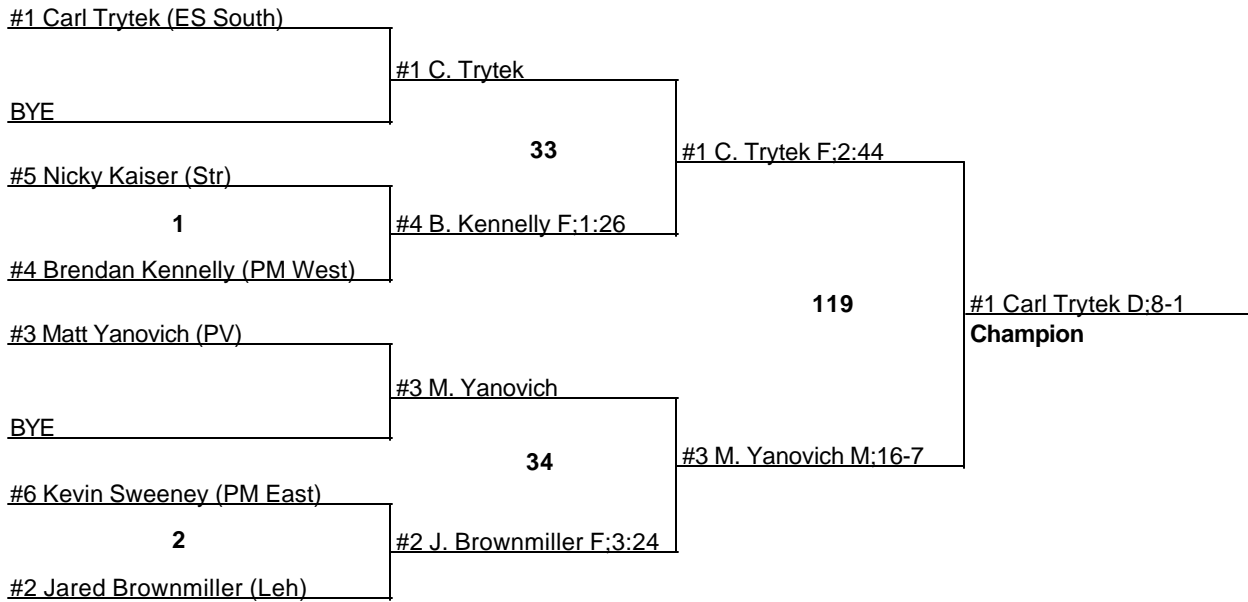 #1 Carl Trytek (ES South)
#1 C. Trytek
BYE
33
#1 C. Trytek F;2:44
#5 Nicky Kaiser (Str)
1
#4 B. Kennelly F;1:26
#4 Brendan Kennelly (PM West)
119
#1 Carl Trytek D;8-1
Champion
#3 Matt Yanovich (PV)
#3 M. Yanovich
BYE
34
#3 M. Yanovich M;16-7
#6 Kevin Sweeney (PM East)
2
#2 J. Brownmiller F;3:24
#2 Jared Brownmiller (Leh)